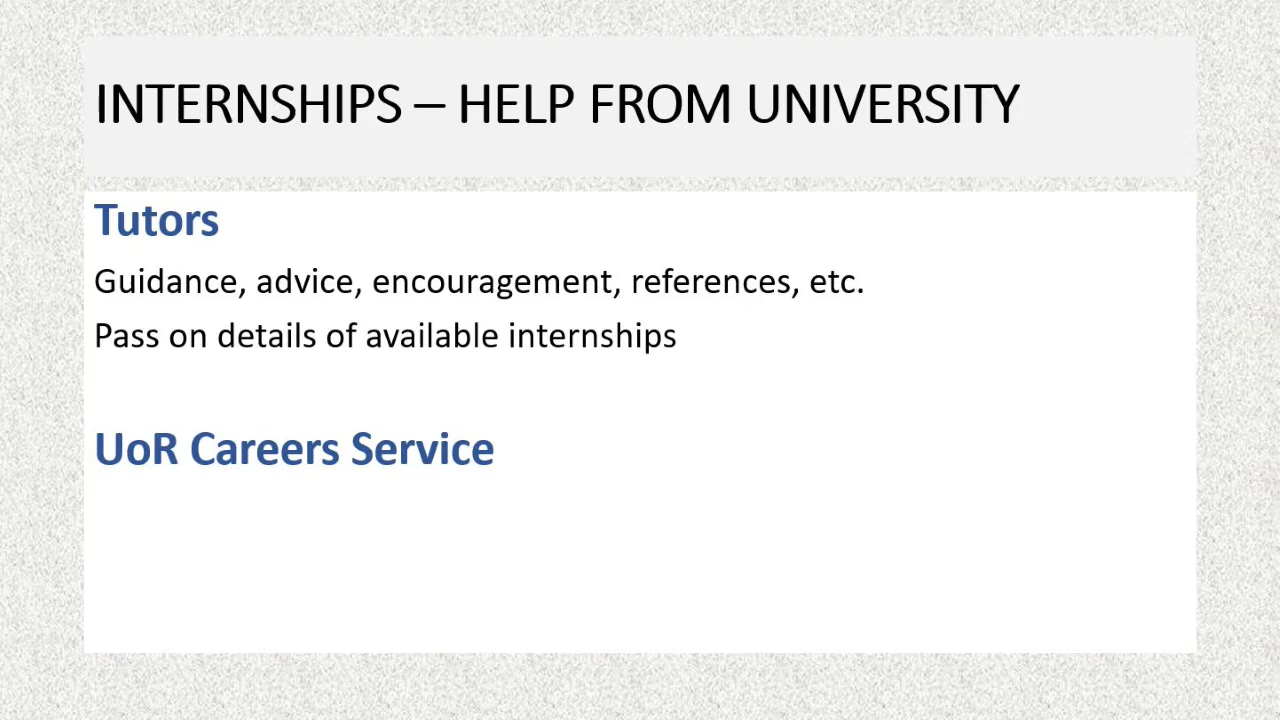 INTERNSHIPS – HELP FROM UNIVERSITY
Tutors
Guidance, advice, encouragement, references, etc.
Pass on details of available internships
UoR Careers Service